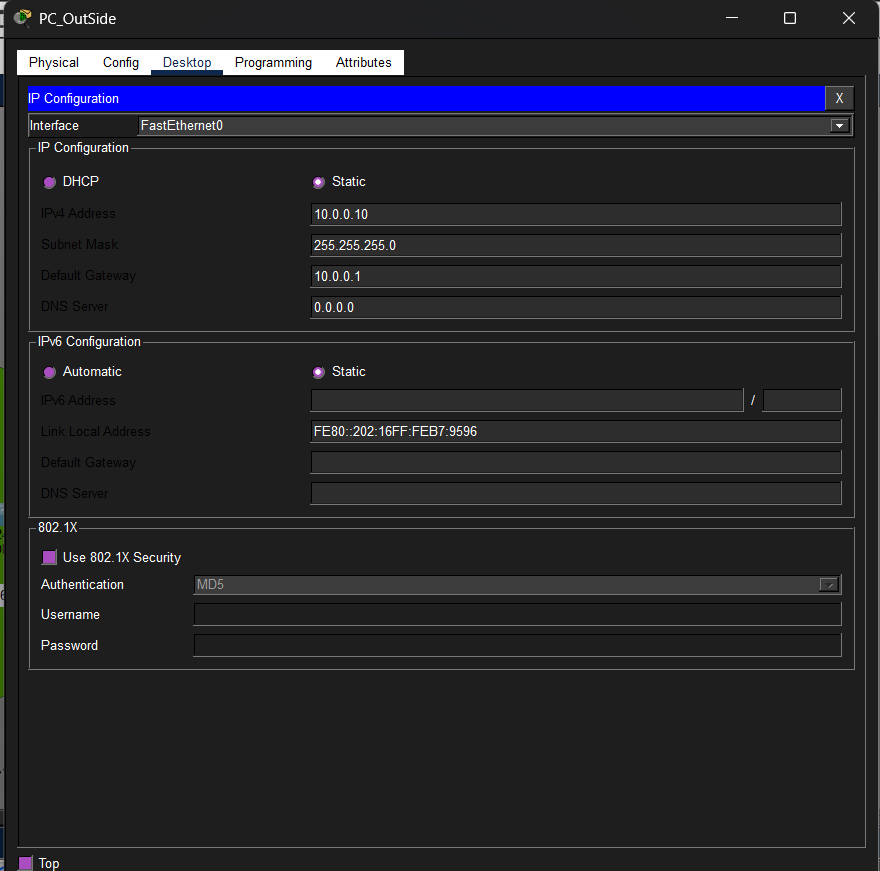 PC_OutSide
Physical Config Desktop Programming Attributes
IP Configuration X
Interface FastEthernet0
IP Configuration
DHCP Static
IPv4 Address 10.0.0.10
Subnet Mask 255.255.255.0
Default Gateway 10.0.0.1
DNS Server 0.0.0.0
IPv6 Configuration
Automatic Static
IPv6 Address /
Link Local Address FE80::202:16FF:FEB7:9596
Default Gateway
DNS Server
802.1X
Use 802.1X Security
Authentication MD5
Username
Password
Top